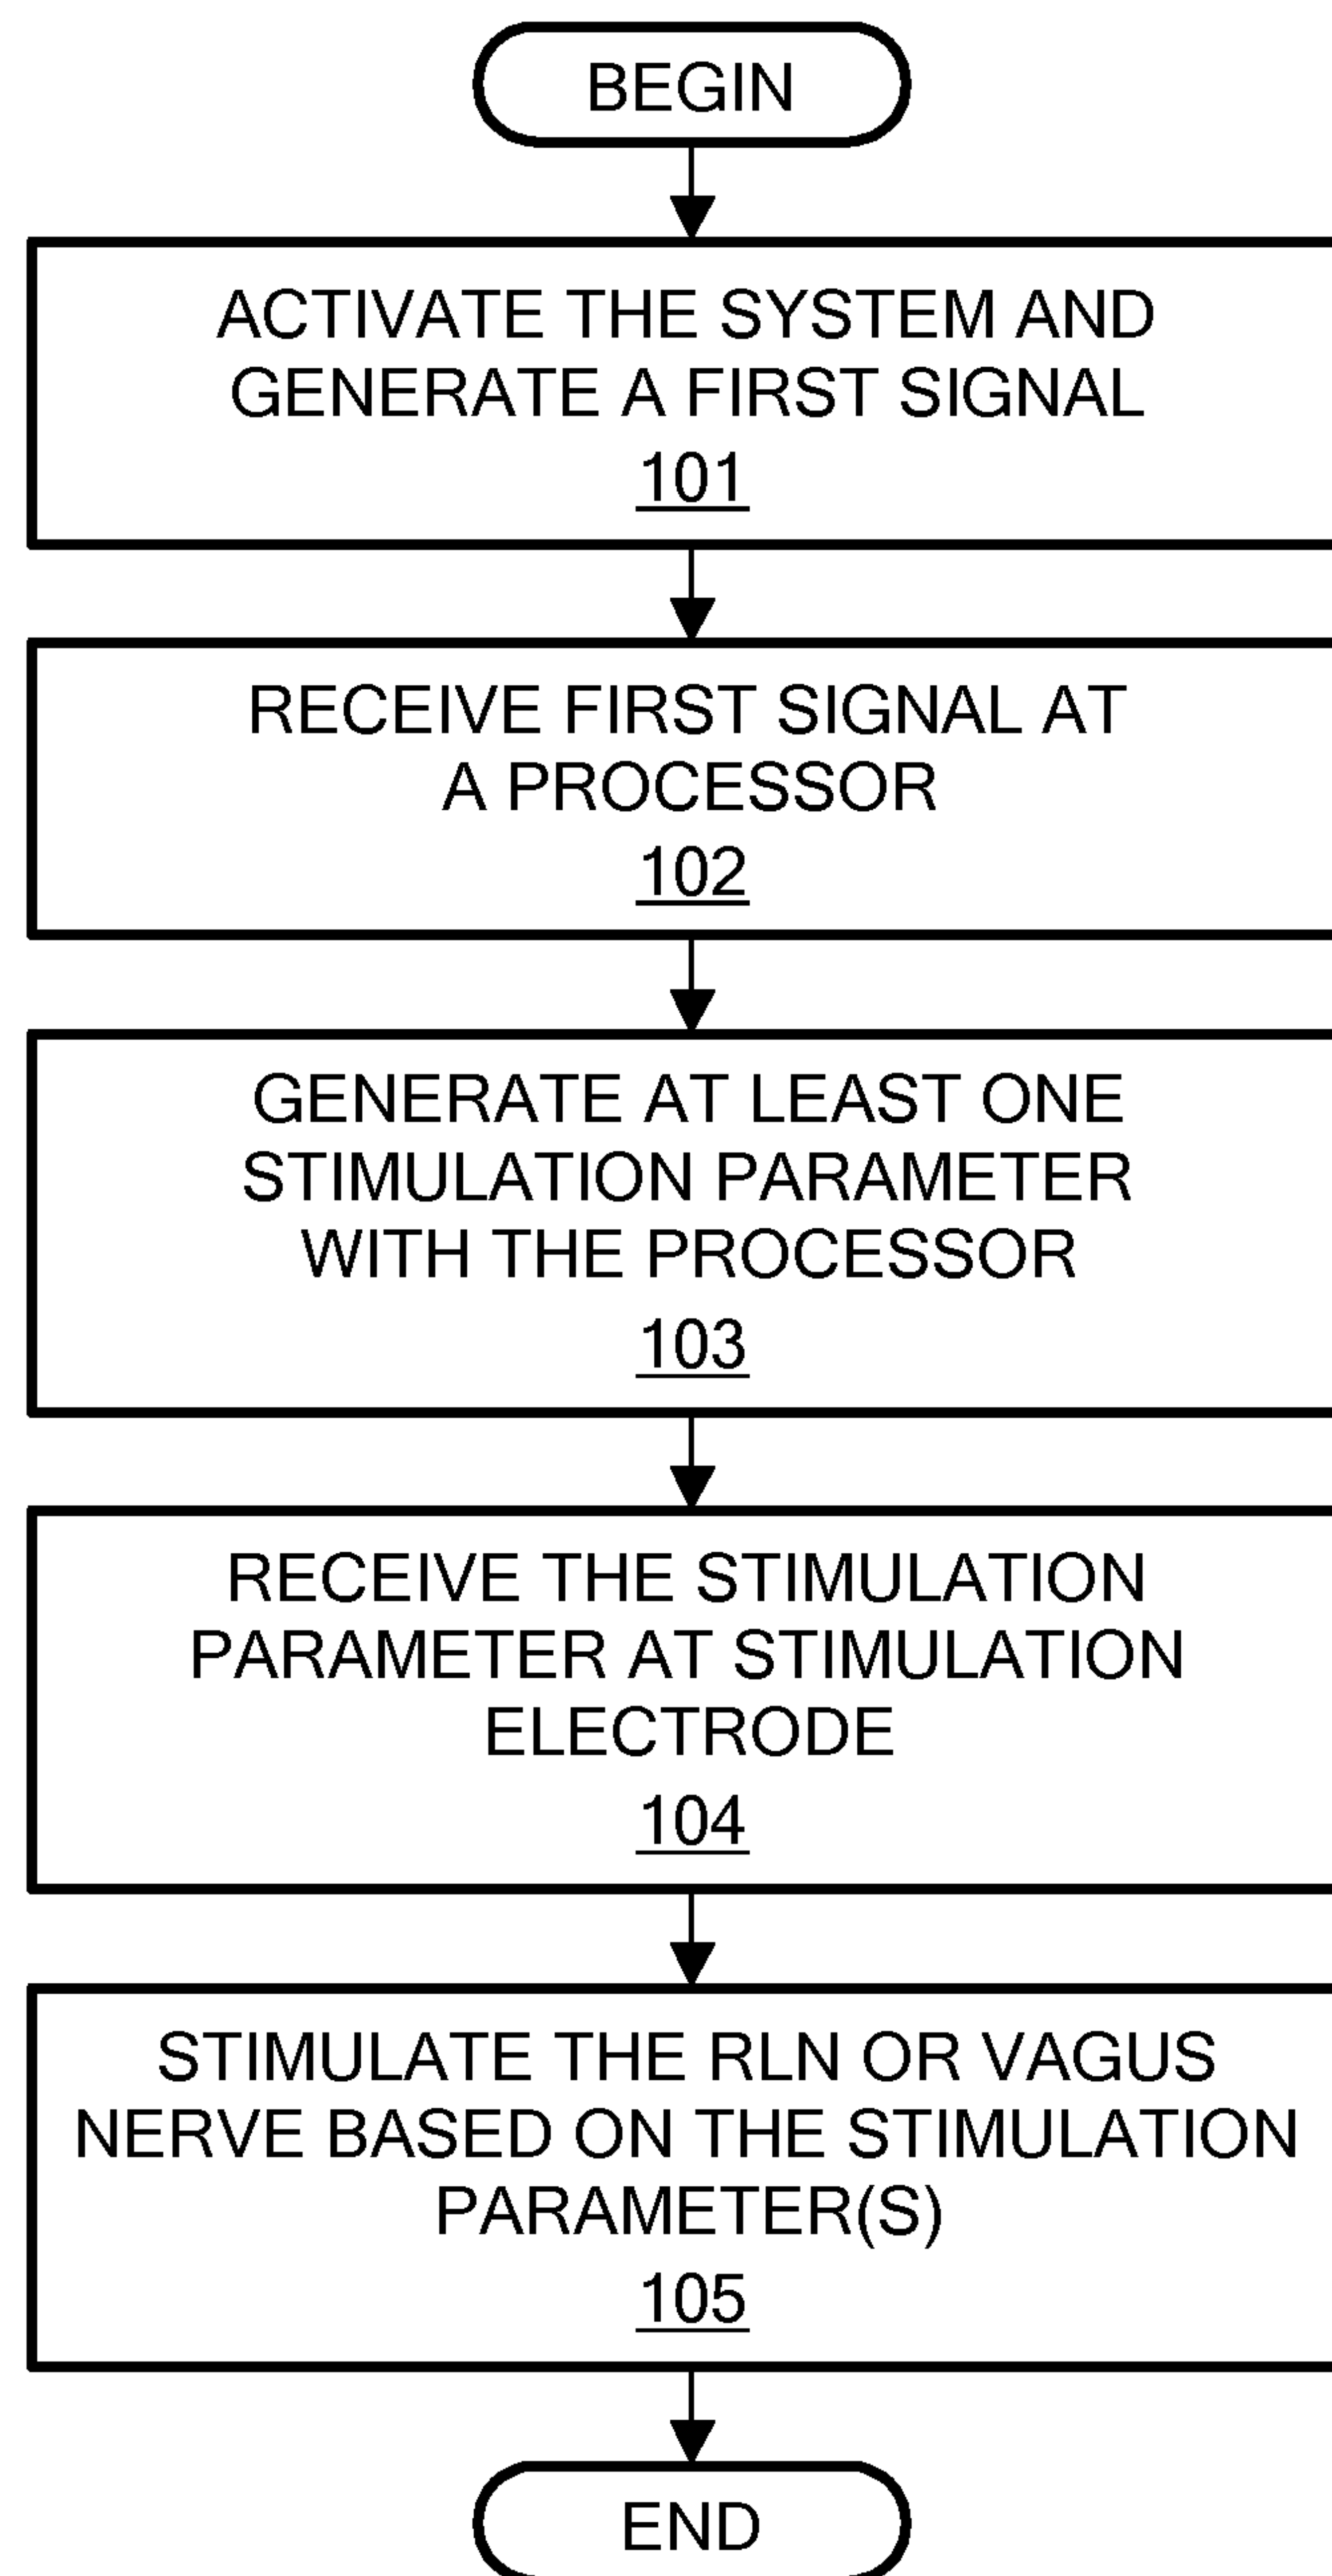 BEGIN
ACTIVATE THE SYSTEM AND
GENERATE A FIRST SIGNAL
101
RECEIVE FIRST SIGNAL AT
A PROCESSOR
102
GENERATE AT LEAST ONE
STIMULATION PARAMETER
WITH THE PROCESSOR
103
RECEIVE THE STIMULATION
PARAMETER AT STIMULATION
ELECTRODE
104
STIMULATE THE RLN OR VAGUS
NERVE BASED ON THE STIMULATION
PARAMETER(S)
105
END